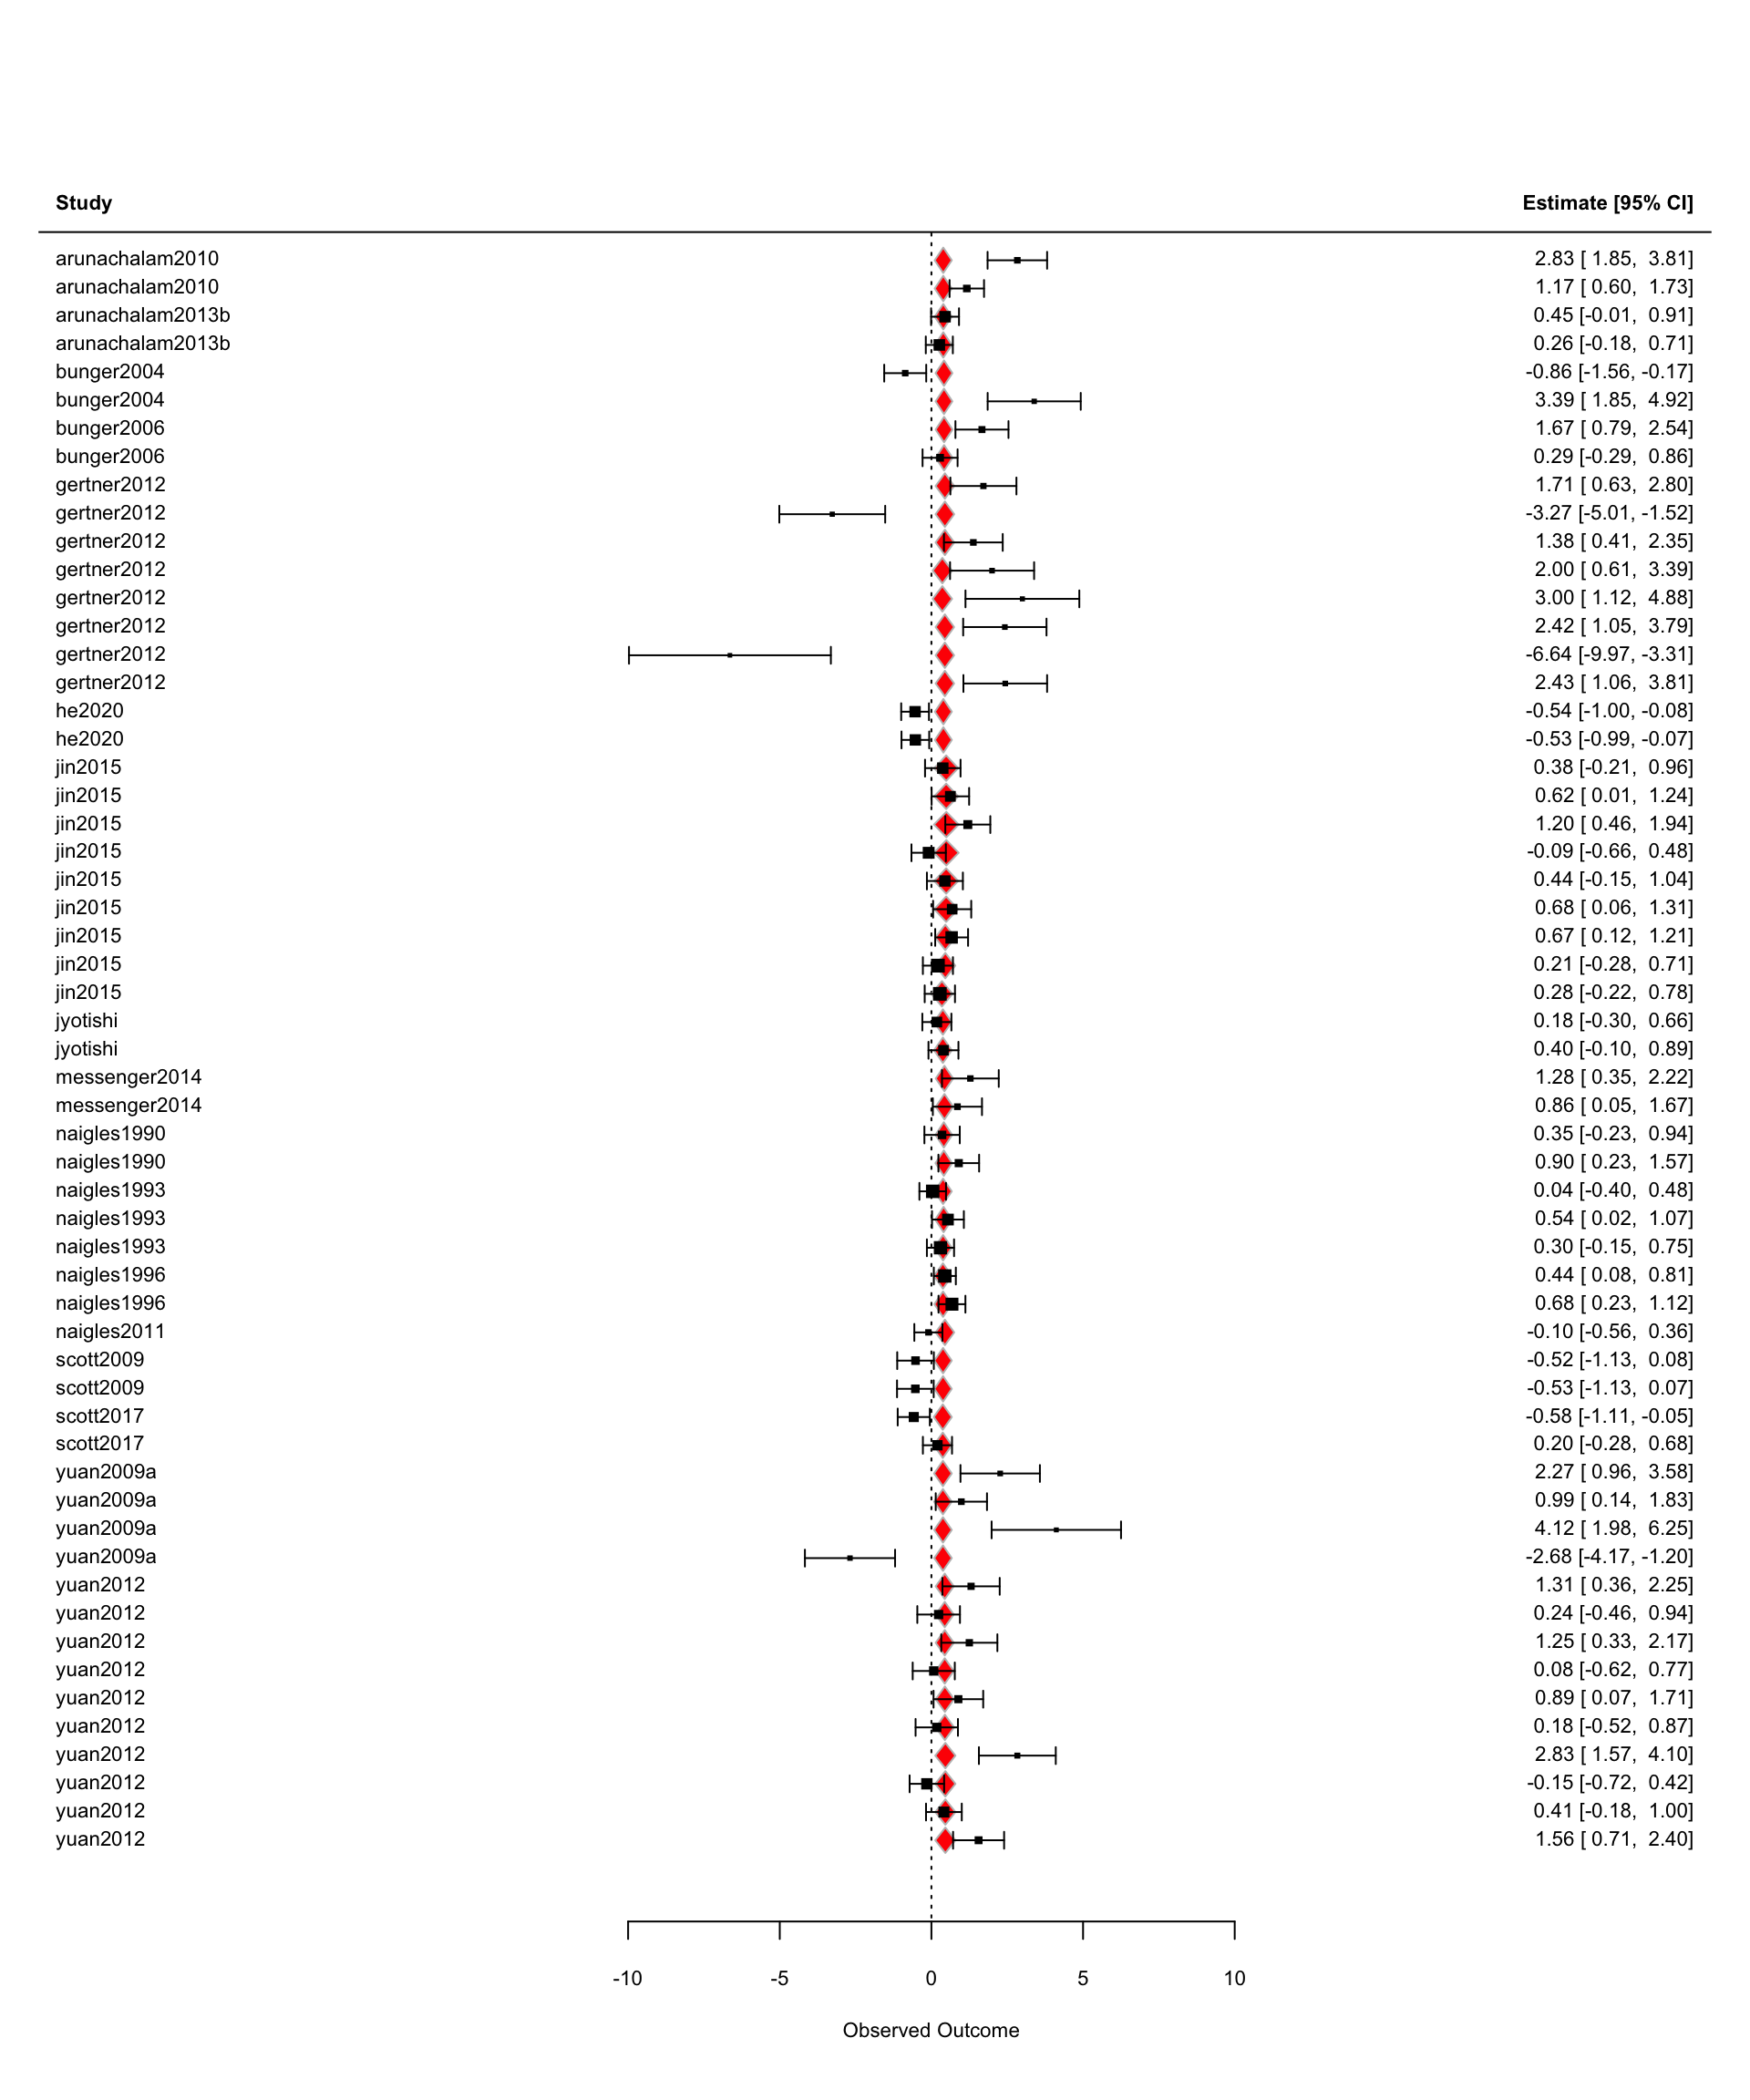 Study Estimate [95% CI]
arunachalam2010 2.83 [ 1.85, 3.81]
arunachalam2010 1.17 [ 0.60, 1.73]
arunachalam2013b 0.45 [-0.01, 0.91]
arunachalam2013b 0.26 [-0.18, 0.71]
bunger2004 -0.86 [-1.56, -0.17]
bunger2004 3.39 [ 1.85, 4.92]
bunger2006 1.67 [ 0.79, 2.54]
bunger2006 0.29 [-0.29, 0.86]
gertner2012 1.71 [ 0.63, 2.80]
gertner2012 -3.27 [-5.01, -1.52]
gertner2012 1.38 [ 0.41, 2.35]
gertner2012 2.00 [ 0.61, 3.39]
gertner2012 3.00 [ 1.12, 4.88]
gertner2012 2.42 [ 1.05, 3.79]
gertner2012 -6.64 [-9.97, -3.31]
gertner2012 2.43 [ 1.06, 3.81]
he2020 -0.54 [-1.00, -0.08]
he2020 -0.53 [-0.99, -0.07]
jin2015 0.38 [-0.21, 0.96]
jin2015 0.62 [ 0.01, 1.24]
jin2015 1.20 [ 0.46, 1.94]
jin2015 -0.09 [-0.66, 0.48]
jin2015 0.44 [-0.15, 1.04]
jin2015 0.68 [ 0.06, 1.31]
jin2015 0.67 [ 0.12, 1.21]
jin2015 0.21 [-0.28, 0.71]
jin2015 0.28 [-0.22, 0.78]
jyotishi 0.18 [-0.30, 0.66]
jyotishi 0.40 [-0.10, 0.89]
messenger2014 1.28 [ 0.35, 2.22]
messenger2014 0.86 [ 0.05, 1.67]
naigles1990 0.35 [-0.23, 0.94]
naigles1990 0.90 [ 0.23, 1.57]
naigles1993 0.04 [-0.40, 0.48]
naigles1993 0.54 [ 0.02, 1.07]
naigles1993 0.30 [-0.15, 0.75]
naigles1996 0.44 [ 0.08, 0.81]
naigles1996 0.68 [ 0.23, 1.12]
naigles2011 -0.10 [-0.56, 0.36]
scott2009 -0.52 [-1.13, 0.08]
scott2009 -0.53 [-1.13, 0.07]
scott2017 -0.58 [-1.11, -0.05]
scott2017 0.20 [-0.28, 0.68]
yuan2009a 2.27 [ 0.96, 3.58]
yuan2009a 0.99 [ 0.14, 1.83]
yuan2009a 4.12 [ 1.98, 6.25]
yuan2009a -2.68 [-4.17, -1.20]
yuan2012 1.31 [ 0.36, 2.25]
yuan2012 0.24 [-0.46, 0.94]
yuan2012 1.25 [ 0.33, 2.17]
yuan2012 0.08 [-0.62, 0.77]
yuan2012 0.89 [ 0.07, 1.71]
yuan2012 0.18 [-0.52, 0.87]
yuan2012 2.83 [ 1.57, 4.10]
yuan2012 -0.15 [-0.72, 0.42]
yuan2012 0.41 [-0.18, 1.00]
yuan2012 1.56 [ 0.71, 2.40]
-10 -5 0 5 10
Observed Outcome